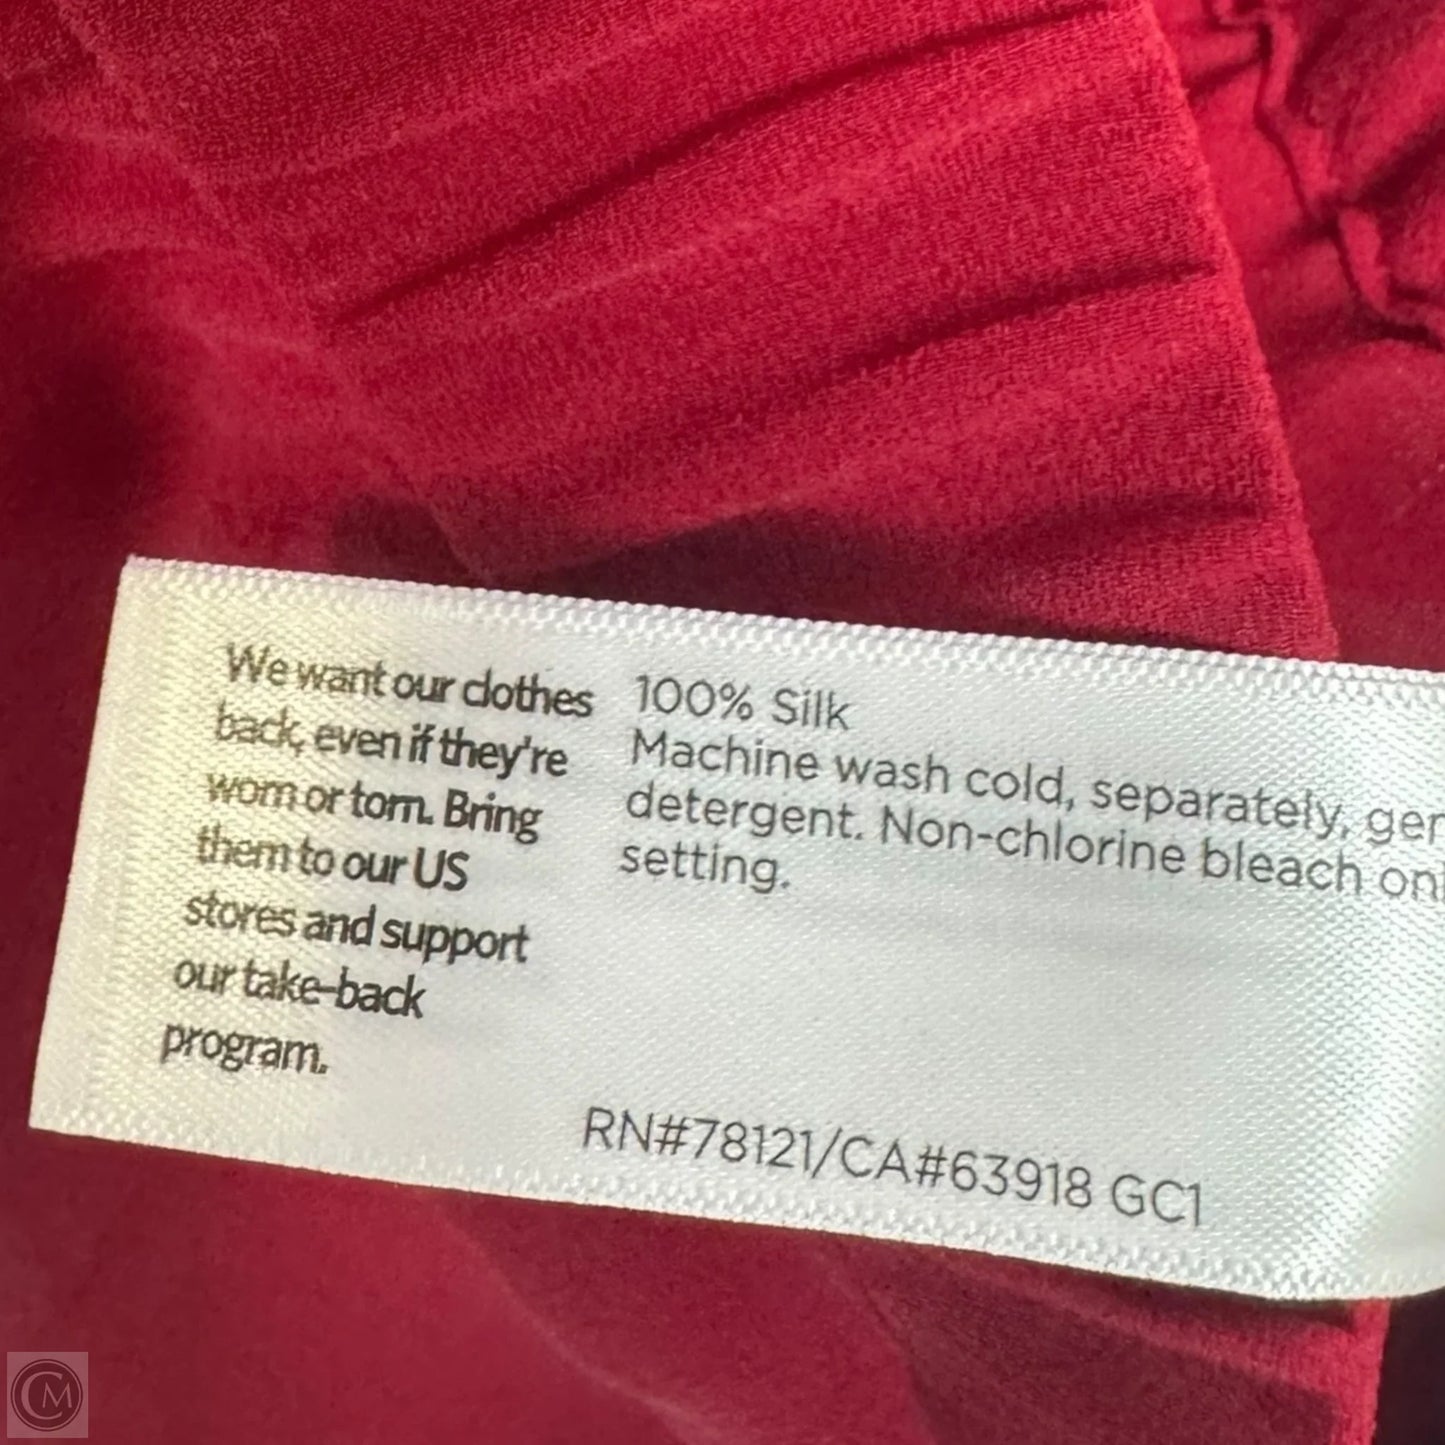 We want our clothes
back, even if they're
worn or torn. Bring
them to our US
stores and support
our take-back
program.
100% Silk
Machine wash cold, separately,
detergent. Non-chlorine bleach
setting.
RN#78121/CA#63918 GC1
CM